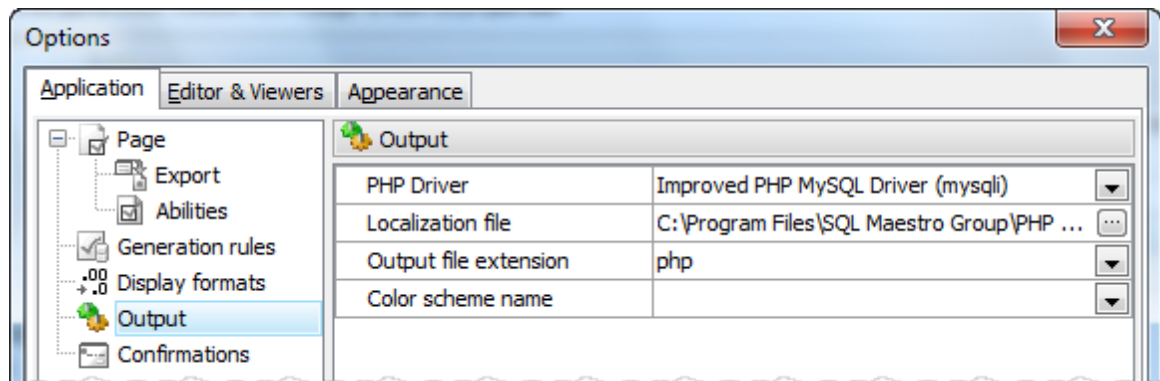 Options
Application Editor & Viewers Appearance
Page
Export
Abilities
Generation rules
Display formats
Output
Confirmations
Output
PHP Driver Improved PHP MySQL Driver (mysqli)
Localization file C:\Program Files\SQL Maestro Group\PHP ...
Output file extension php
Color scheme name